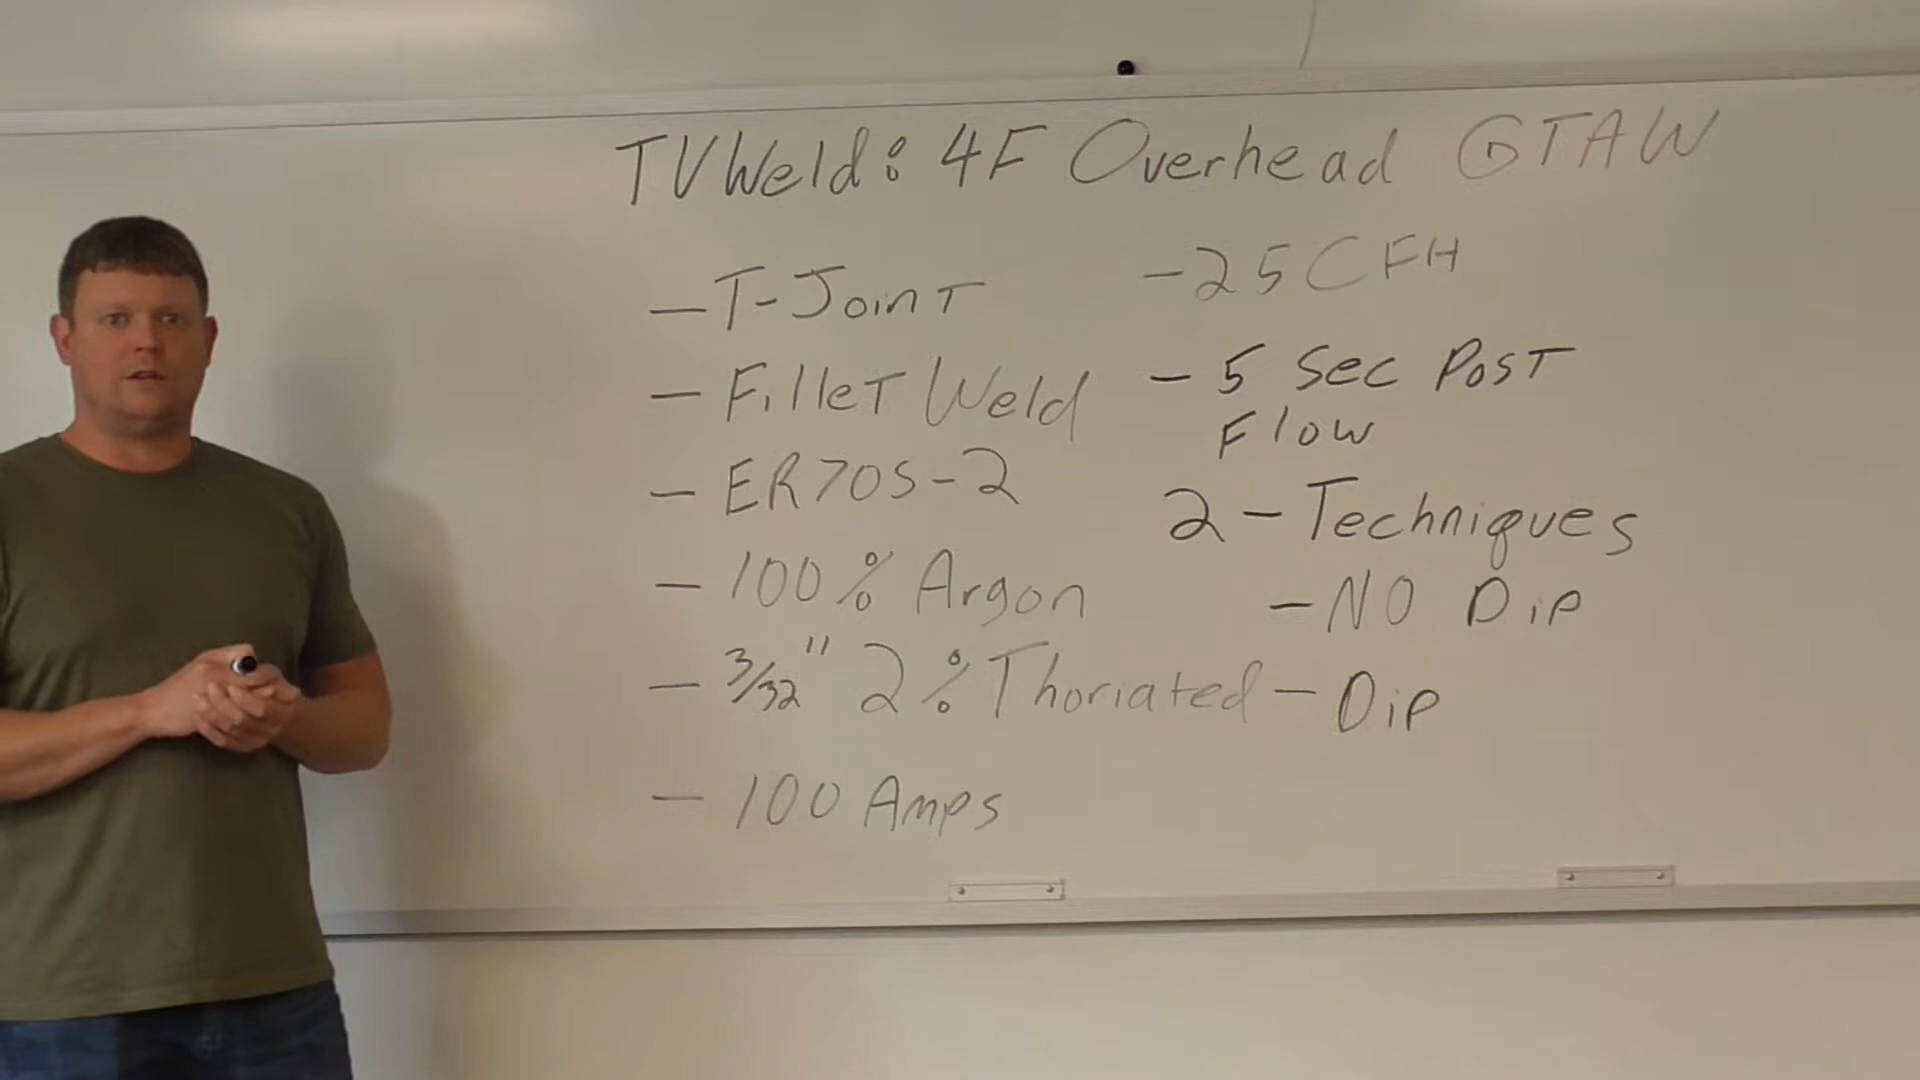 TVWeld: 4F Overhead GTAW
- T-Joint
- Fillet Weld
- ER70S-2
- 100% Argon
- 3/32" 2% Thoriated
- 100 Amps
- 25 CFH
- 5 Sec Post
Flow
2 - Techniques
- No Dip
- Dip